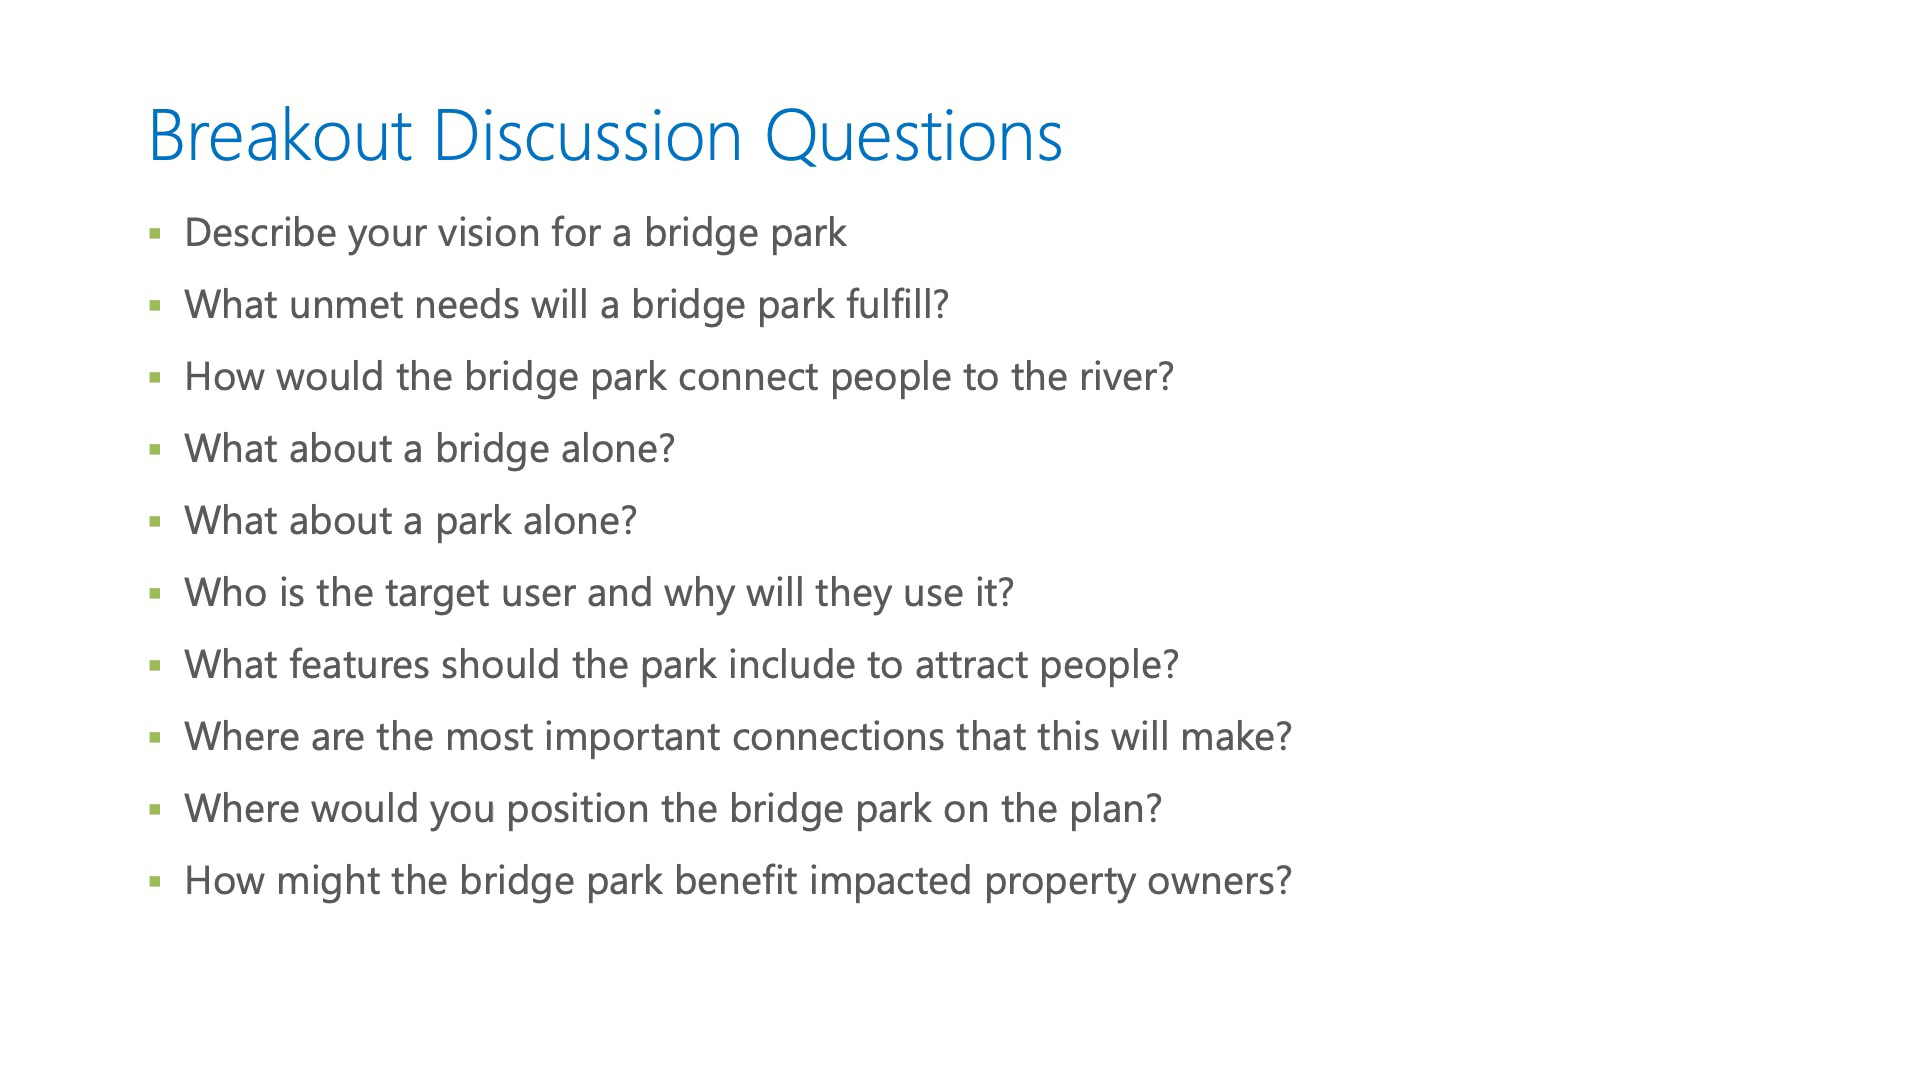 Breakout Discussion Questions
▪ Describe your vision for a bridge park
▪ What unmet needs will a bridge park fulfill?
▪ How would the bridge park connect people to the river?
▪ What about a bridge alone?
▪ What about a park alone?
▪ Who is the target user and why will they use it?
▪ What features should the park include to attract people?
▪ Where are the most important connections that this will make?
▪ Where would you position the bridge park on the plan?
▪ How might the bridge park benefit impacted property owners?